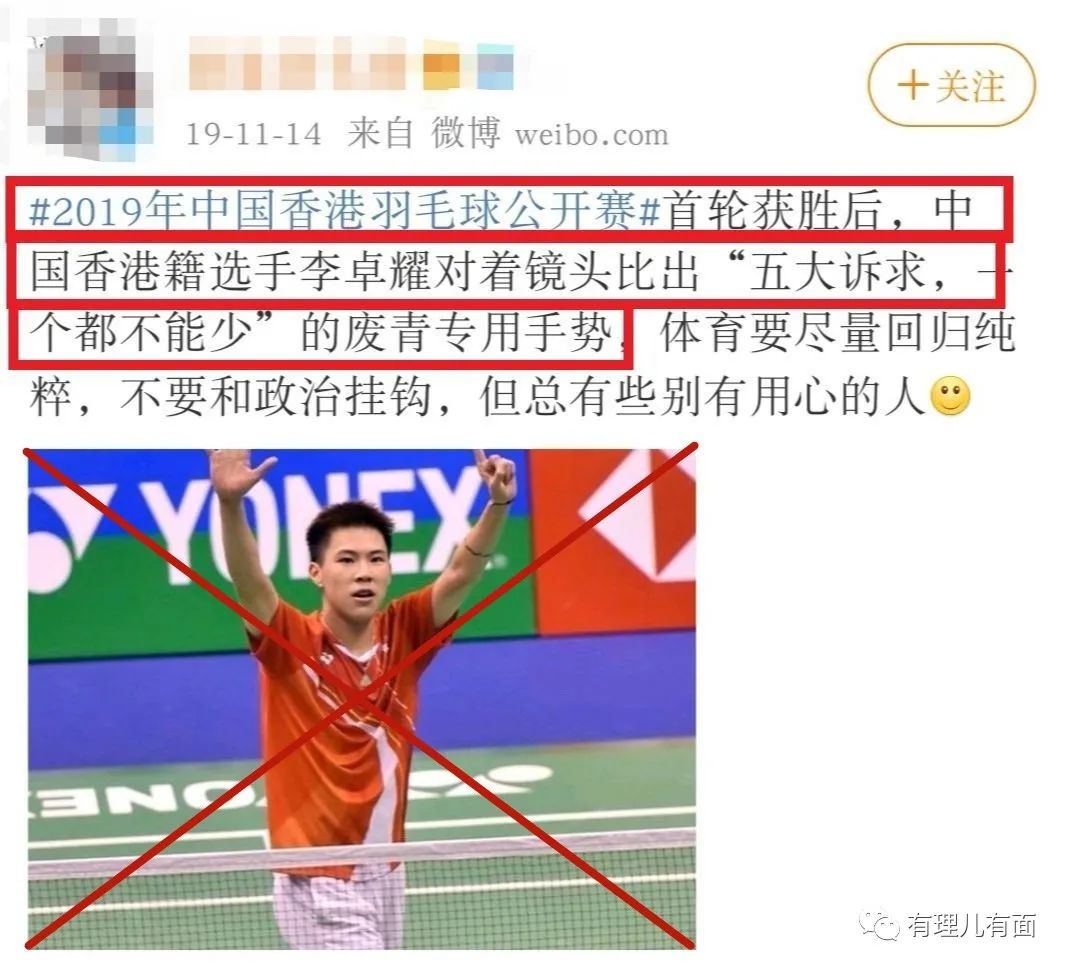 +关注
19-11-14 来自 微博 weibo.com
#2019年中国香港羽毛球公开赛#首轮获胜后，中
国香港籍选手李卓耀对着镜头比出“五大诉求，一
个都不能少”的废青专用手势，体育要尽量回归纯
粹，不要和政治挂钩，但总有些别有用心的人
YONEX
YONEX
有理儿有面